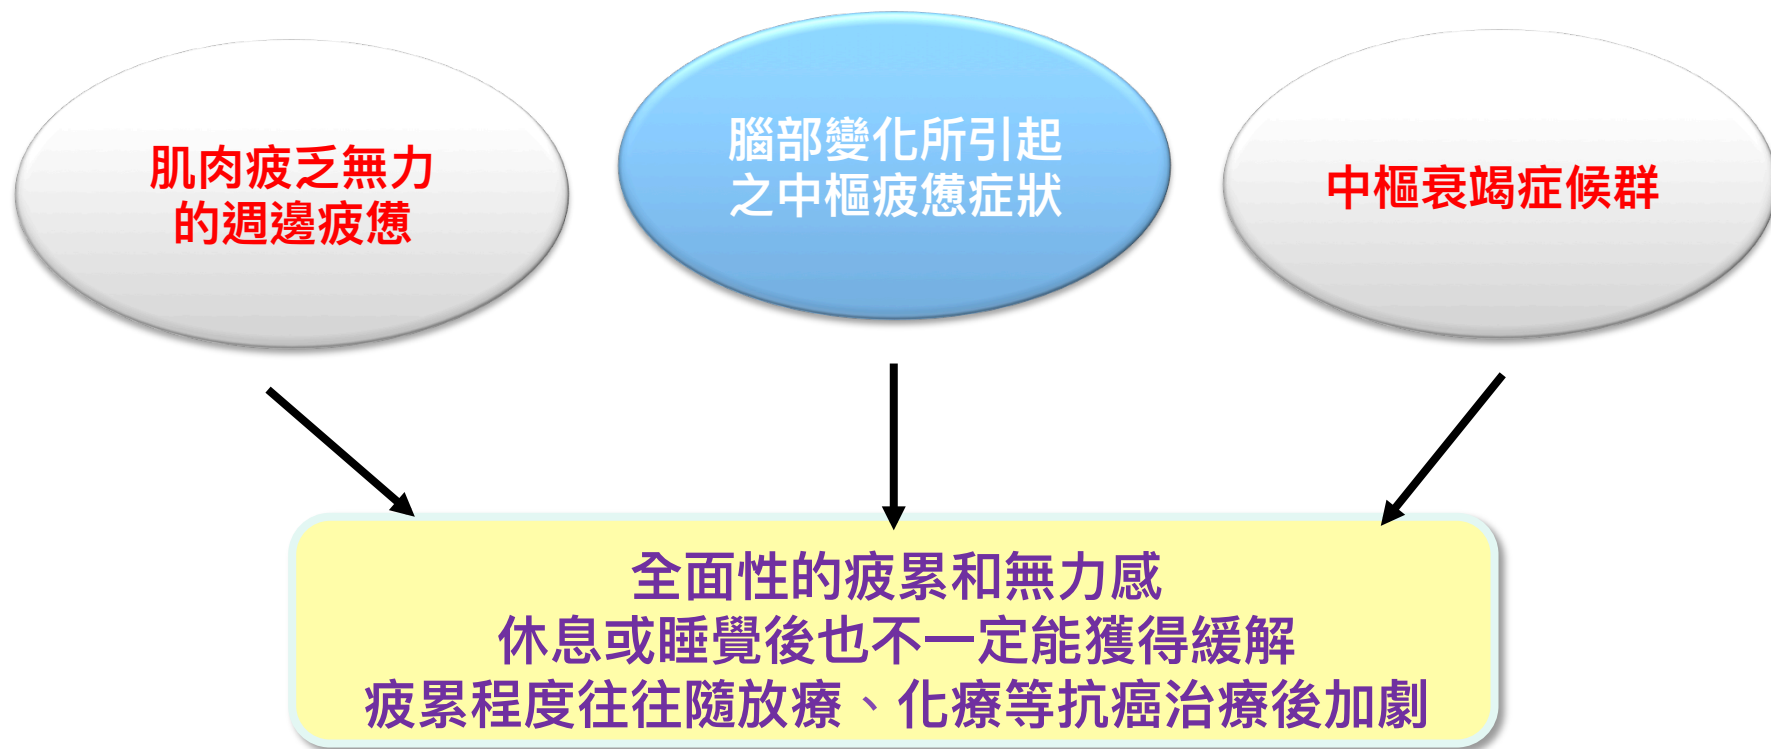 肌肉疲乏無力
的週邊疲憊
腦部變化所引起
之中樞疲憊症狀
中樞衰竭症候群
全面性的疲累和無力感
休息或睡覺後也不一定能獲得緩解
疲累程度往往隨放療、化療等抗癌治療後加劇